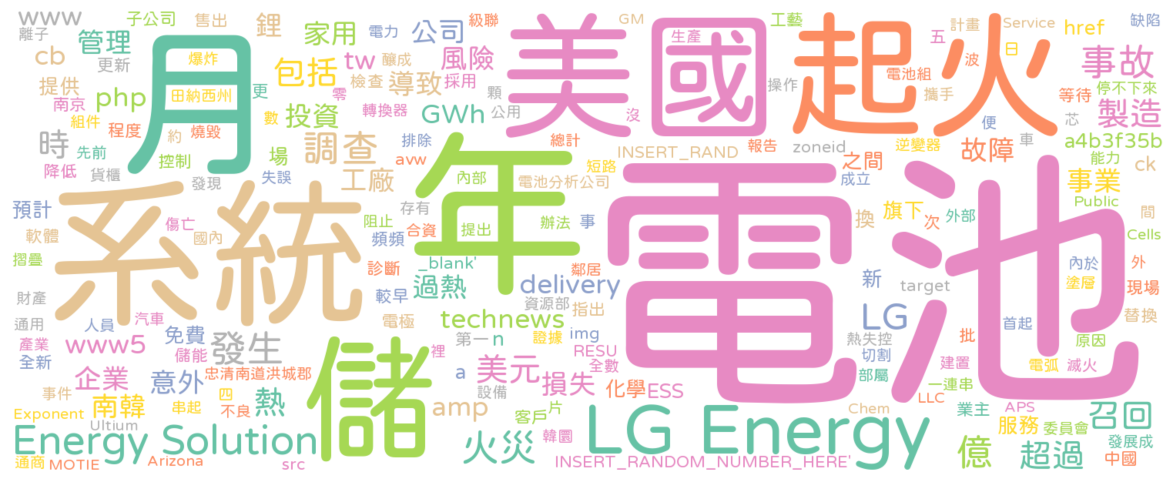 www 子公司 售出 鋰 級聯 GM 工藝 計畫 Service 缺陷
離子 管理 月 爆炸 家用 電力 醸成 公司 美國 生產 起火 五 日 href
cb 更新 包括 tw 風險 檢查 採用 電池組 波 事故
提供 田納西州 更 零 導致 顆 操作 攜手 等待 停不下來
南京 php 投資 轉換器 GWh 公用 沒 芯 車 製造
組件 程度 燒毀 約 數 排除 總計 報告 逆變器 便 a4b3f35b
時 先前 控制 場 調查 avw 年 短路 INSERT_RAND zoneid 之間 故障 能力
降低 貨櫃 發現 失誤 工廠 內部 電池分析公司 電池 成立 事業 ck
預計 系統 傷亡 阻止 存有 提出 辦法 事 換 旗下 次 外部 Public 間
軟體 國內 合資 頻頻 Cells
摺疊 診斷 _blank' 鄰居 新 內於 外
財產 較早 過熱 delivery 資源部 指出 target 塗層 現場
通用 人員 汽車 電極 technews 證據 img LG 首起 批 替換
產業 www5 免費 發生 第一 n 裡 RESU 熱失控 切割 原因
全新 儲能 忠清南道洪城郡 儲 a 美元 全數 部屬 建置 電弧 滅火
企業 意外 熱 設備 損失 化學 ESS 一連串
事件 南韓 串起 四 amp 客戶 片 Chem LLC APS 召回
Exponent Ultium 不良 業主 服務 委員會
Energy Solution 火災 韓圜 LG Energy 億 超過 發展成
通商 MOTIE Arizona src INSERT_RANDOM_NUMBER_HERE' 中國